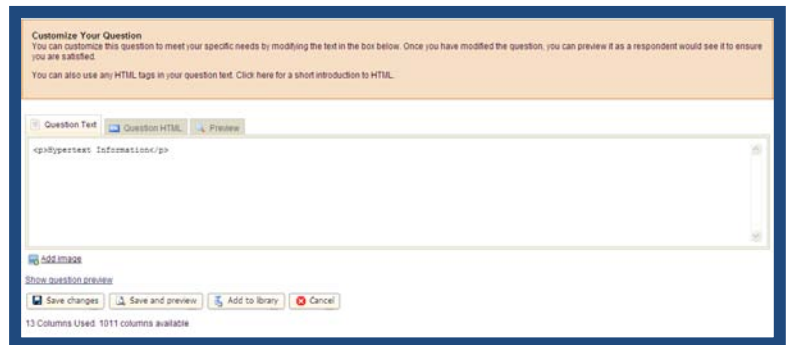 Customize Your Question
You can customize this question to meet your specific needs by modifying the text in the box below. Once you have modified the question, you can preview it as a respondent would see it to ensure
you are satisfied.
You can also use any HTML tags in your question text. Click here for a short introduction to HTML.
Question Text Question HTML Preview
<p>Hypertext Information</p>
Add image
Show question preview
Save changes Save and preview Add to library Cancel
13 Columns Used. 1011 columns available